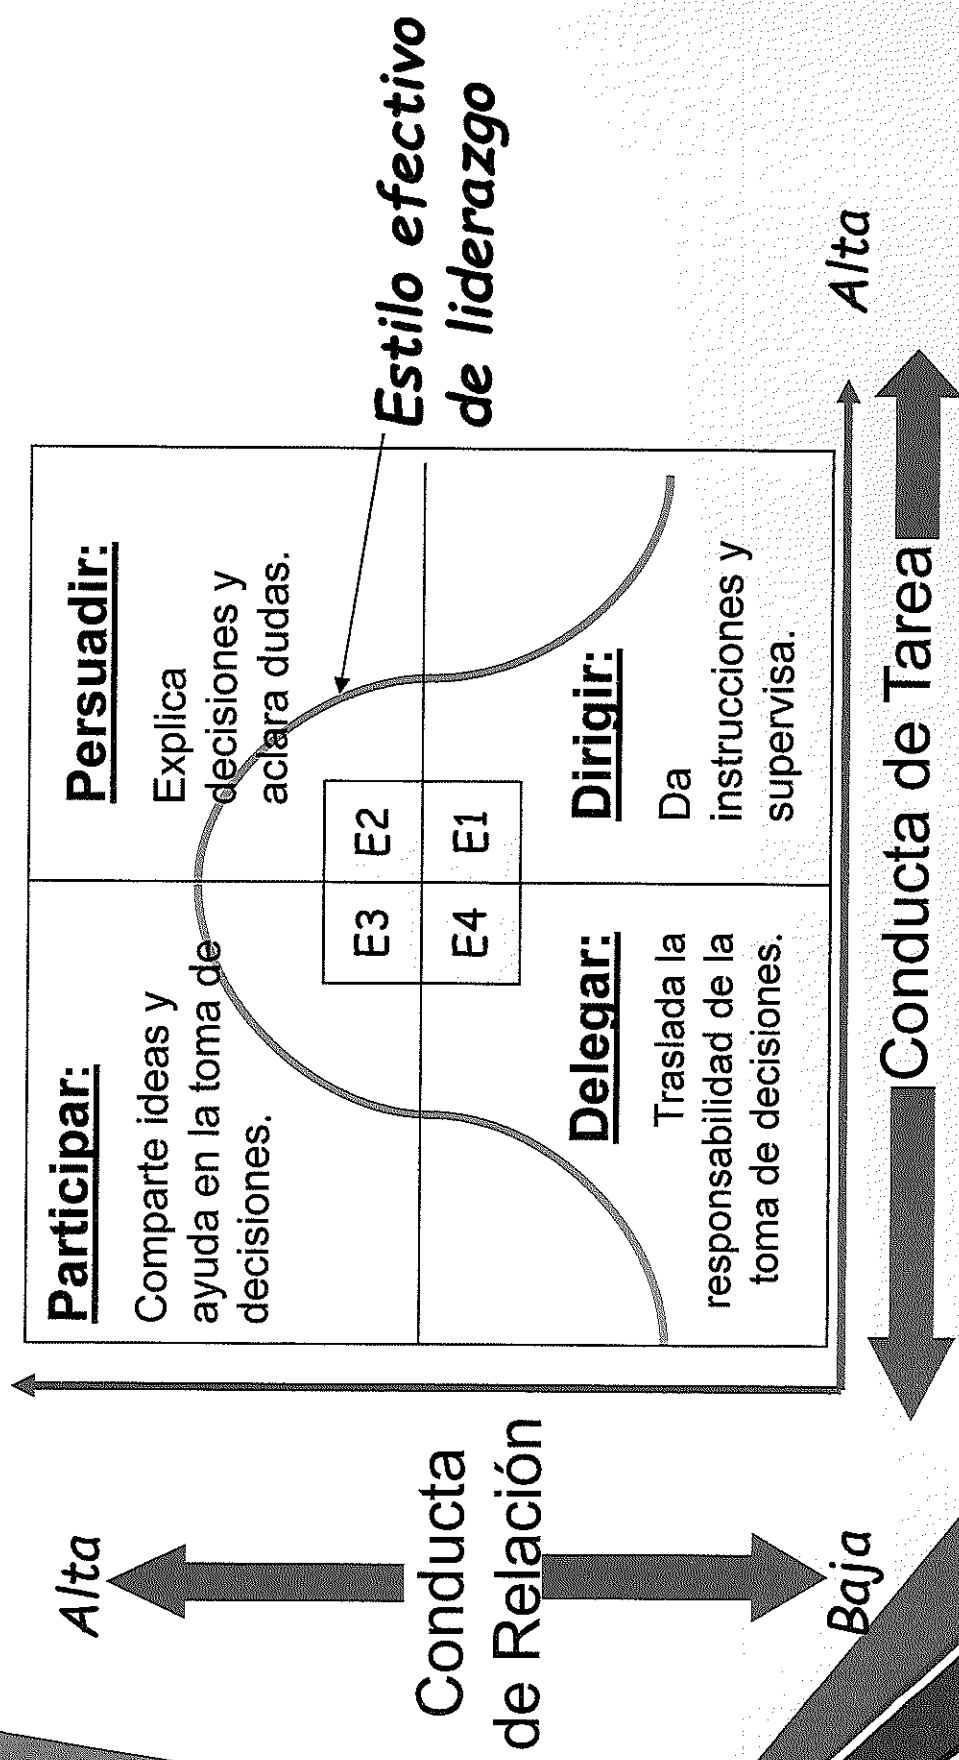 Alta
Conducta
de Relación
Baja
Participar:
Comparte ideas y
ayuda en la toma de
decisiones.
Persuadir:
Explica
decisiones y
aclara dudas.
E3
E2
E4
E1
Delegar:
Traslada la
responsabilidad de la
toma de decisiones.
Dirigir:
Da
instrucciones y
supervisa.
Estilo efectivo
de liderazgo
Conducta de Tarea
Alta